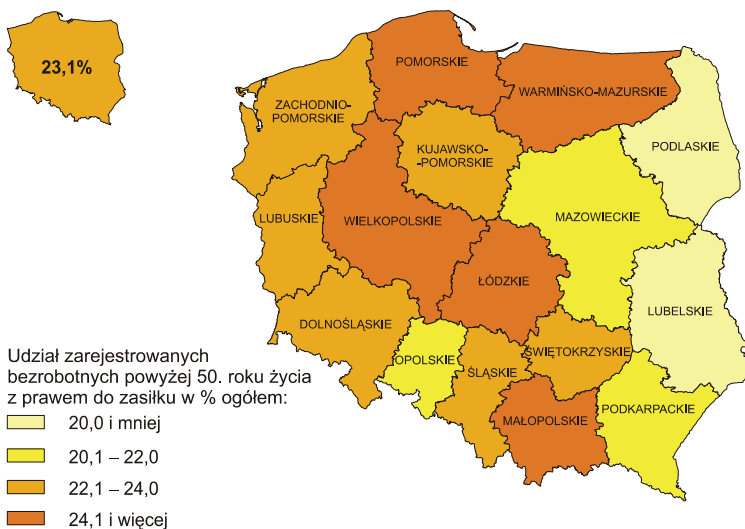 23,1%
POMORSKIE
WARMIŃSKO-MAZURSKIE
ZACHODNIO-
POMORSKIE
KUJAWSKO-
-POMORSKIE
PODLASKIE
LUBUSKIE
WIELKOPOLSKIE
MAZOWIECKIE
ŁÓDZKIE
LUBELSKIE
DOLNOŚLĄSKIE
OPOLSKIE
ŚLĄSKIE
ŚWIĘTOKRZYSKIE
MAŁOPOLSKIE
PODKARPACKIE
Udział zarejestrowanych
bezrobotnych powyżej 50. roku życia
z prawem do zasiłku w % ogółem:
20,0 i mniej
20,1 – 22,0
22,1 – 24,0
24,1 i więcej